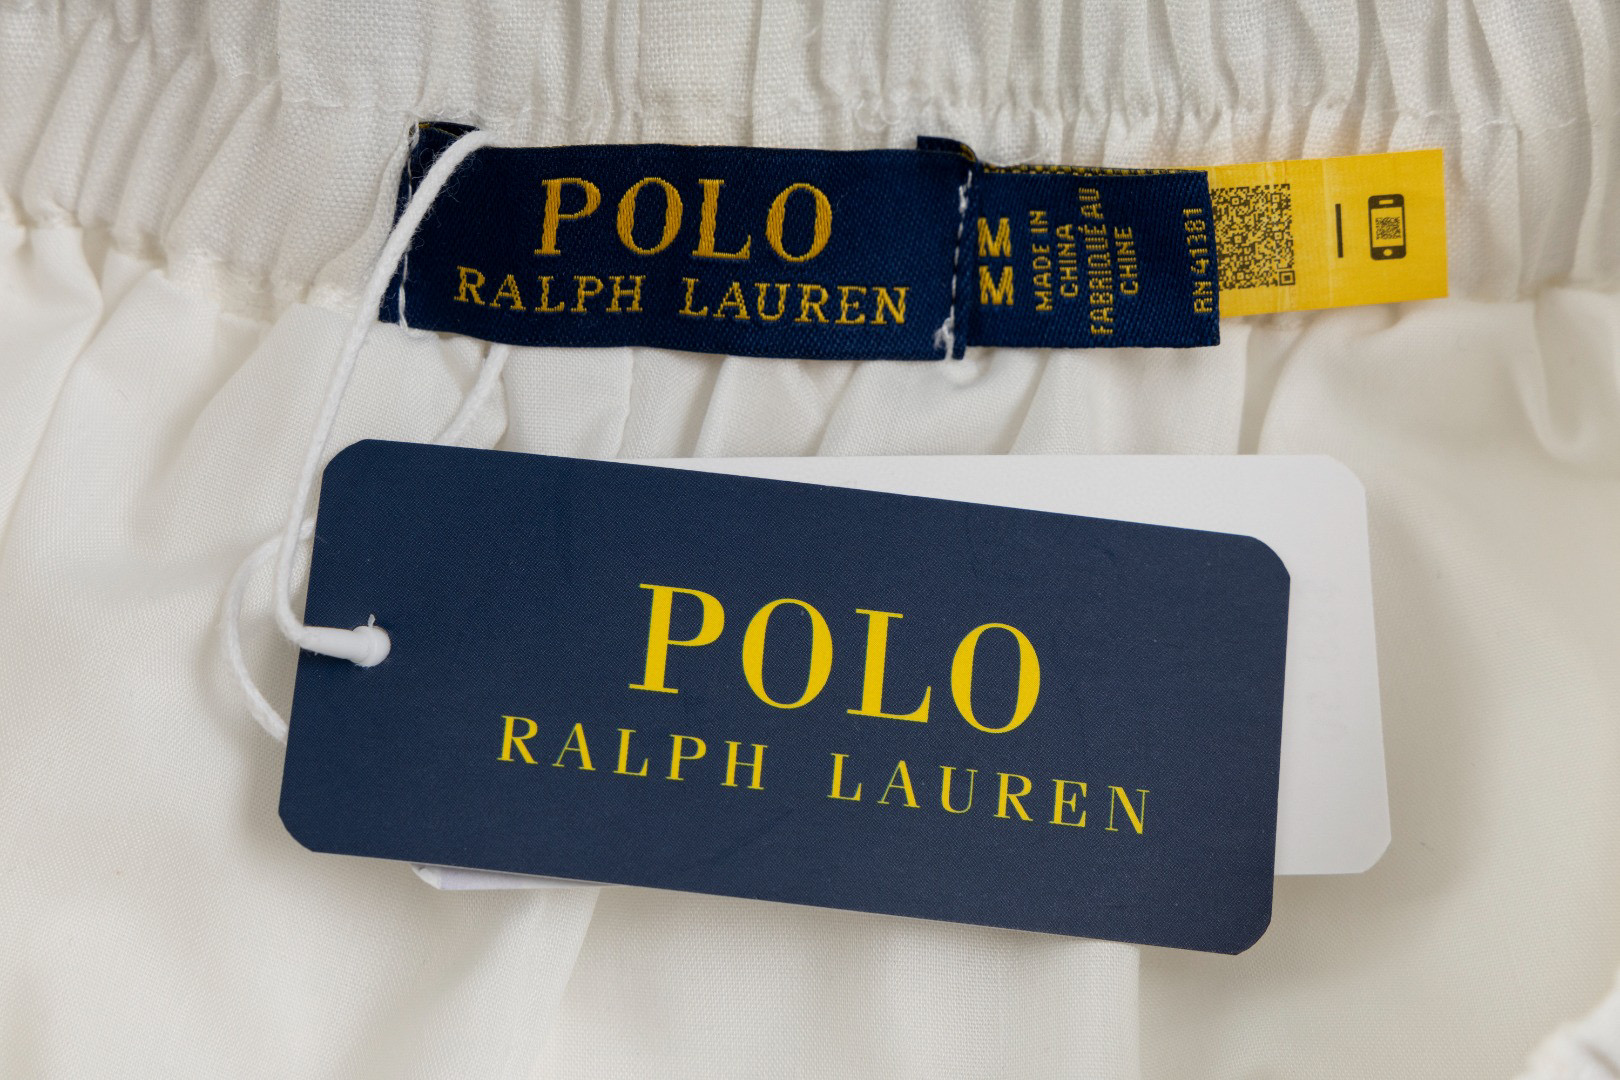 POLO
RALPH LAUREN
M
M
MADE IN
CHINA
FABRIQUÉ AU
CHINE
RN 41381
POLO
RALPH LAUREN